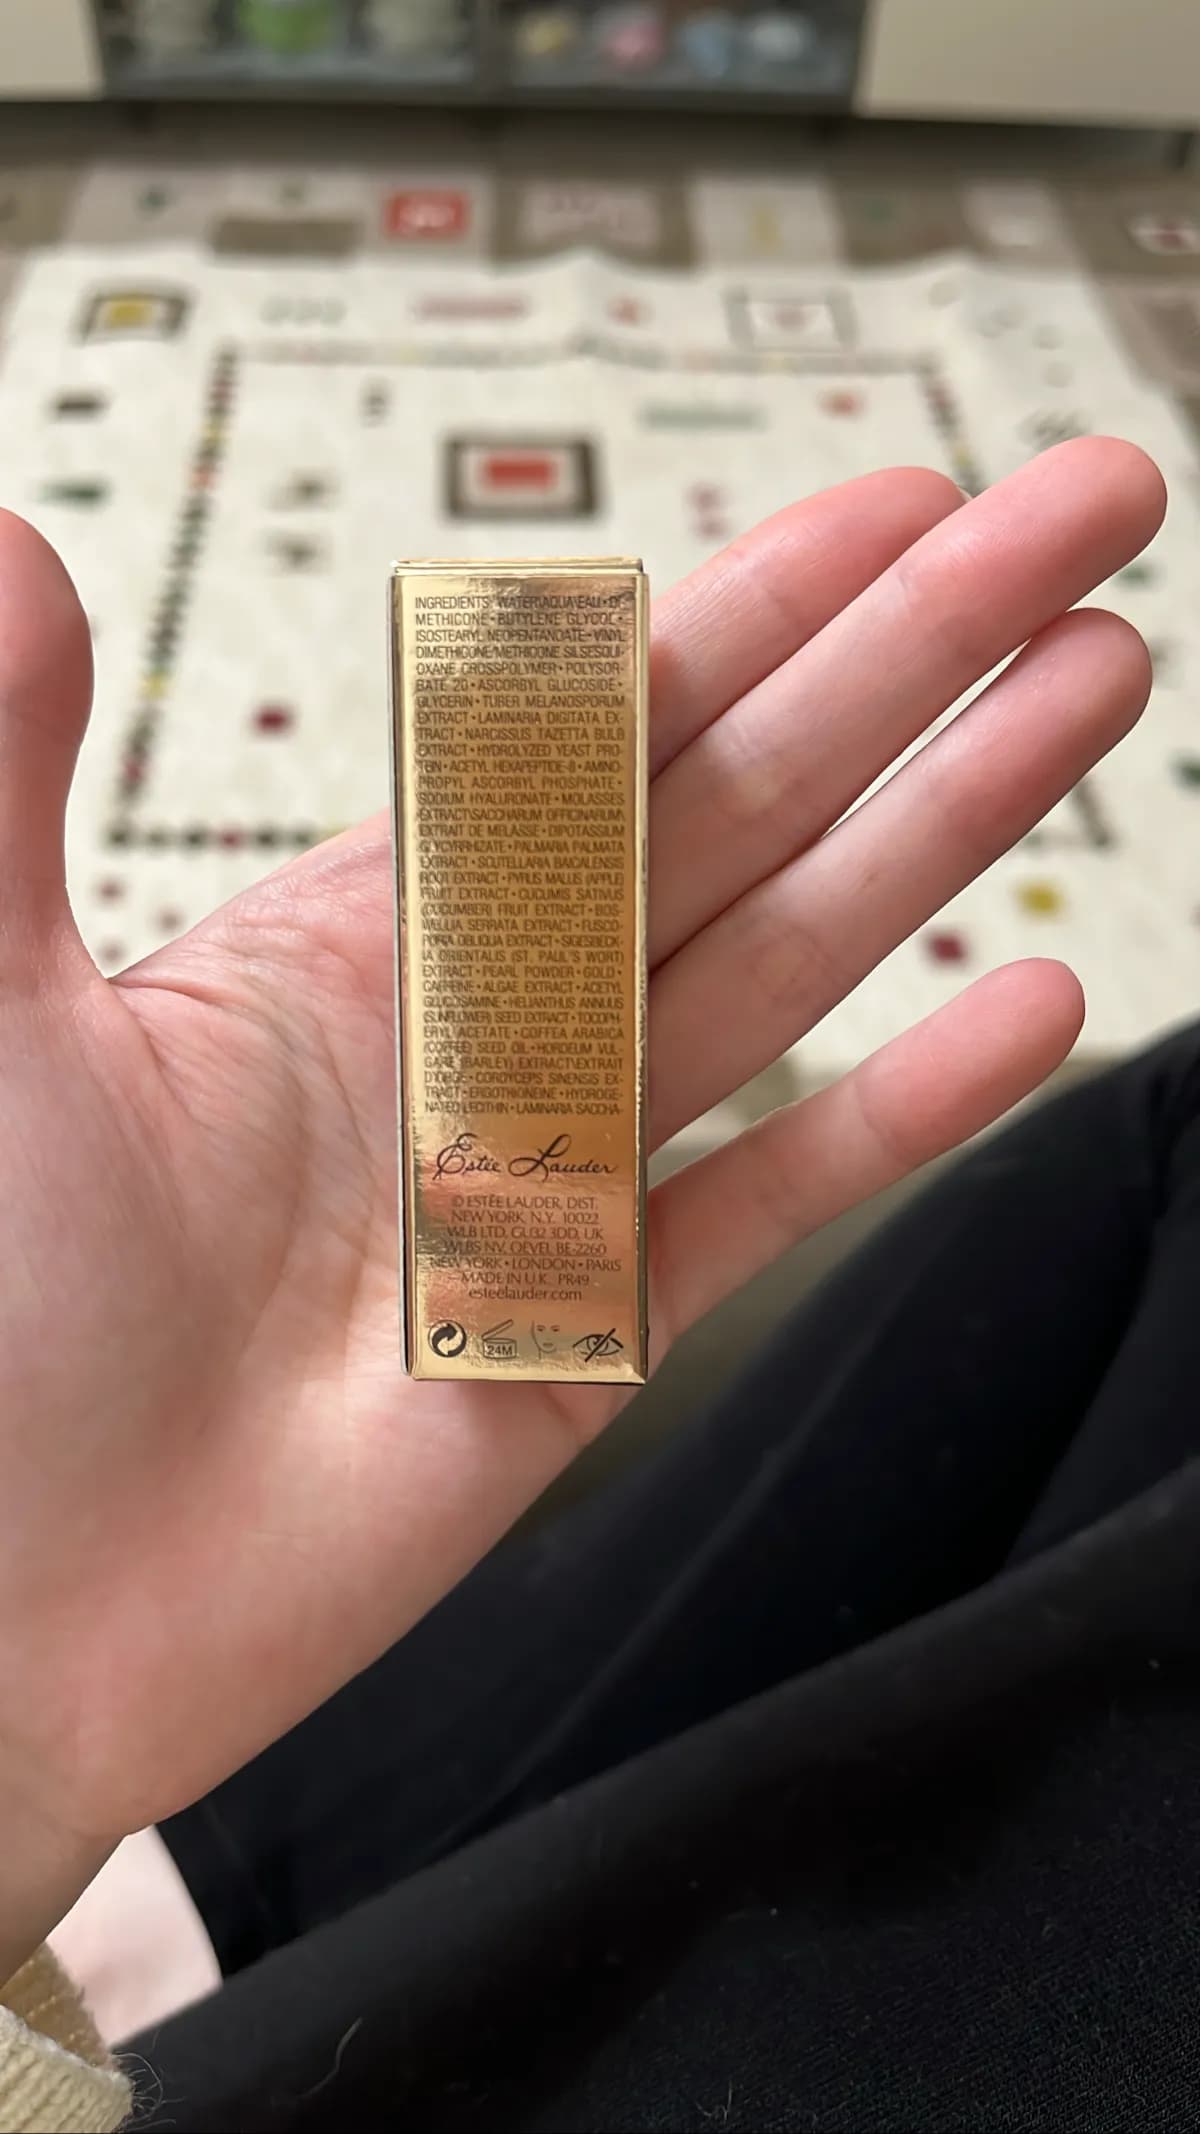 INGREDIENTS: WATER\AQUA\EAU • DI-
METHICONE • BUTYLENE GLYCOL •
ISOSTEARYL NEOPENTANOATE • VINYL
DIMETHICONE/METHICONE SILSESQUI-
OXANE CROSSPOLYMER • POLYSOR-
BATE 20 • ASCORBYL GLUCOSIDE •
GLYCERIN • TUBER MELANOSPORUM
EXTRACT • LAMINARIA DIGITATA EX-
TRACT • NARCISSUS TAZETTA BULB
EXTRACT • HYDROLYZED YEAST PRO-
TEIN • ACETYL HEXAPEPTIDE-8 • AMINO-
PROPYL ASCORBYL PHOSPHATE •
SODIUM HYALURONATE • MOLASSES
EXTRACT\SACCHARUM OFFICINARUM\
EXTRAIT DE MELASSE • DIPOTASSIUM
GLYCYRRHIZATE • PALMARIA PALMATA
EXTRACT • SCUTELLARIA BAICALENSIS
ROOT EXTRACT • PYRUS MALUS (APPLE)
FRUIT EXTRACT • CUCUMIS SATIVUS
(CUCUMBER) FRUIT EXTRACT • BOS-
WELLIA SERRATA EXTRACT • FUSCO-
PORIA OBLIQUA EXTRACT • SIGESBECK-
IA ORIENTALIS (ST. PAUL'S WORT)
EXTRACT • PEARL POWDER • GOLD •
CAFFEINE • ALGAE EXTRACT • ACETYL
GLUCOSAMINE • HELIANTHUS ANNUUS
(SUNFLOWER) SEED EXTRACT • TOCOPH-
ERYL ACETATE • COFFEA ARABICA
(COFFEE) SEED OIL • HORDEUM VUL-
GARE (BARLEY) EXTRACT\EXTRAIT
D'ORGE • CORDYCEPS SINENSIS EX-
TRACT • ERGOTHIONEINE • HYDROGE-
NATED LECITHIN • LAMINARIA SACCHA-
Estée Lauder
© ESTÉE LAUDER, DIST.
NEW YORK, N.Y. 10022
WLB LTD, GU32 3DD, UK
WLBS NV, OEVEL BE-2260
NEW YORK • LONDON • PARIS
MADE IN U.K. PR49
esteelauder.com
24M